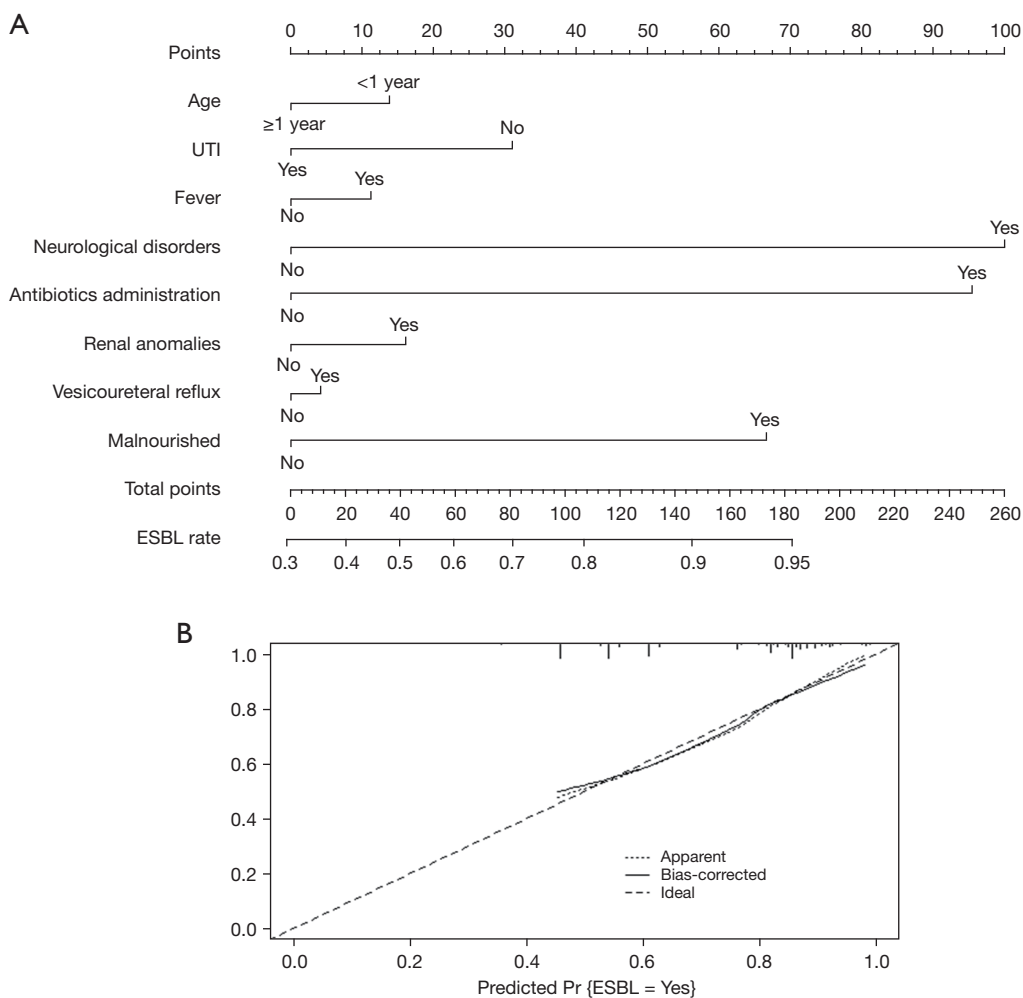 A
Points
0 10 20 30 40 50 60 70 80 90 100
<1 year
Age
≥1 year
No
UTI
Yes
Yes
Fever
No
Yes
Neurological disorders
No
Yes
Antibiotics administration
No
Yes
Renal anomalies
No
Yes
Vesicoureteral reflux
No
Yes
Malnourished
No
Total points
0 20 40 60 80 100 120 140 160 180 200 220 240 260
ESBL rate
0.3 0.4 0.5 0.6 0.7 0.8 0.9 0.95
B
1.0
0.8
0.6
0.4
0.2
0.0
Apparent
Bias-corrected
Ideal
0.0 0.2 0.4 0.6 0.8 1.0
Predicted Pr {ESBL = Yes}